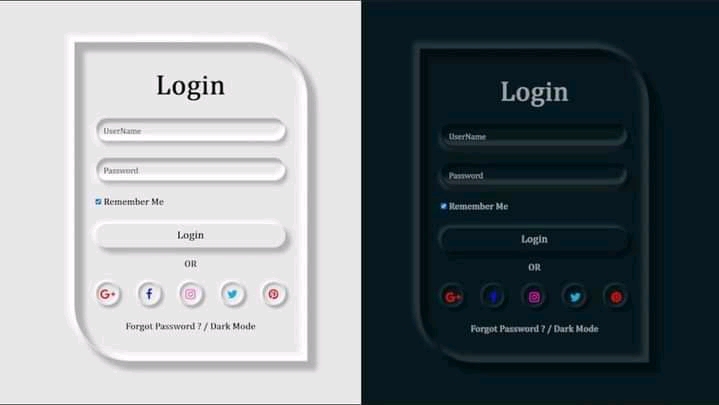 Login
UserName
Password
Remember Me
Login
OR
Forgot Password ? / Dark Mode
Login
UserName
Password
Remember Me
Login
OR
Forgot Password ? / Dark Mode